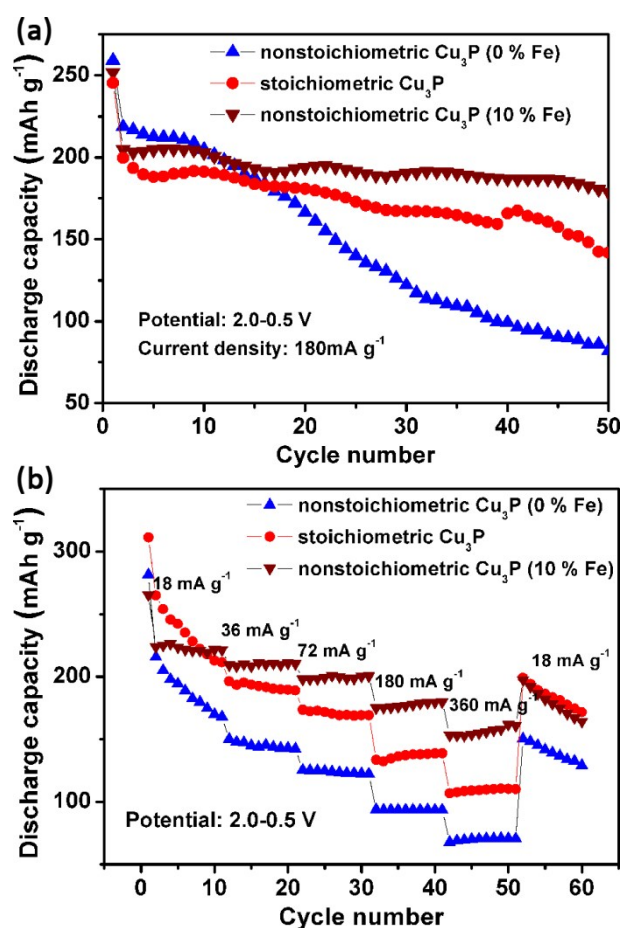 (a)
nonstoichiometric Cu₃P (0 % Fe)
stoichiometric Cu₃P
nonstoichiometric Cu₃P (10 % Fe)
250
200
150
100
50
Discharge capacity (mAh g⁻¹)
Potential: 2.0-0.5 V
Current density: 180mA g⁻¹
0 10 20 30 40 50
Cycle number
(b)
nonstoichiometric Cu₃P (0 % Fe)
stoichiometric Cu₃P
nonstoichiometric Cu₃P (10 % Fe)
300
200
100
Discharge capacity (mAh g⁻¹)
18 mA g⁻¹
36 mA g⁻¹
72 mA g⁻¹
180 mA g⁻¹
360 mA g⁻¹
18 mA g⁻¹
Potential: 2.0-0.5 V
0 10 20 30 40 50 60
Cycle number